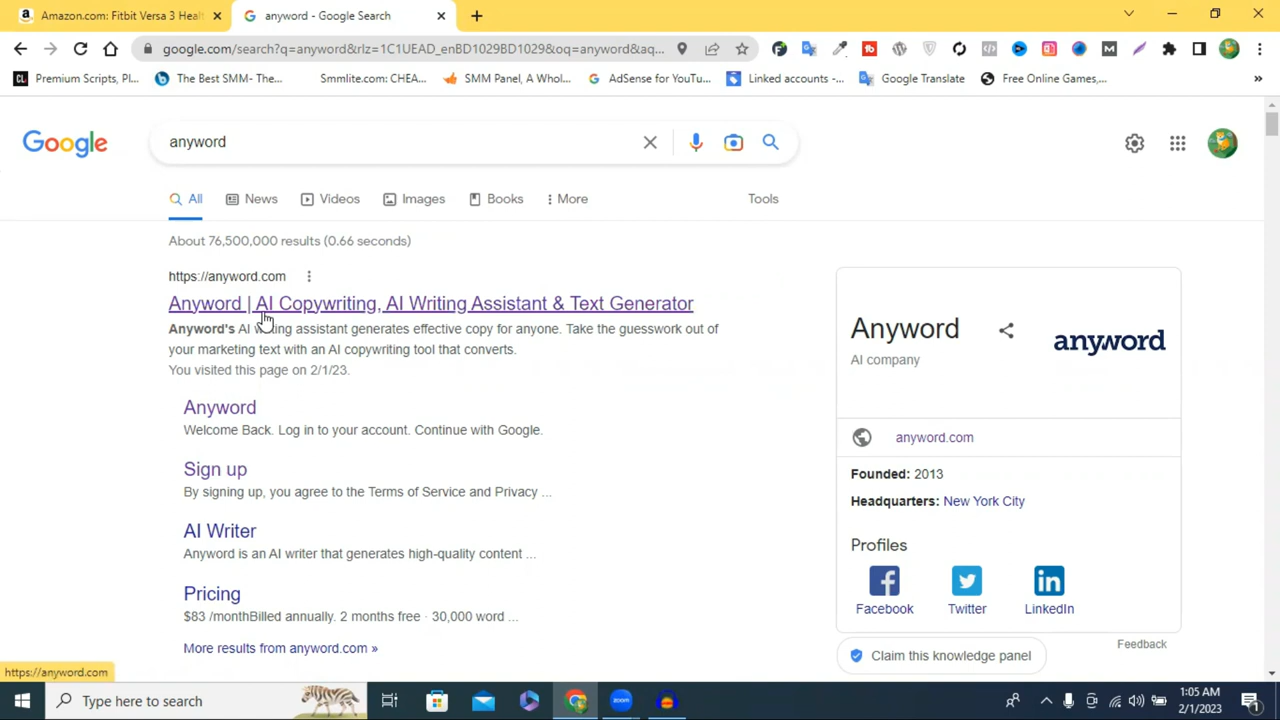 Amazon.com: Fitbit Versa 3 Heal
anyword - Google Search
google.com/search?q=anyword&rlz=1C1UEAD_enBD1029BD1029&oq=anyword&aq...
Premium Scripts, Pl...
The Best SMM- The...
Smmlite.com: CHEA...
SMM Panel, A Whol...
AdSense for YouTu...
Linked accounts -...
Google Translate
Free Online Games,...
»
Google
anyword
All
News
Videos
Images
Books
More
Tools
About 76,500,000 results (0.66 seconds)
https://anyword.com
Anyword | AI Copywriting, AI Writing Assistant & Text Generator
Anyword's AI writing assistant generates effective copy for anyone. Take the guesswork out of
your marketing text with an AI copywriting tool that converts.
You visited this page on 2/1/23.
Anyword
Welcome Back. Log in to your account. Continue with Google.
Sign up
By signing up, you agree to the Terms of Service and Privacy ...
AI Writer
Anyword is an AI writer that generates high-quality content ...
Pricing
$83 /monthBilled annually. 2 months free · 30,000 word ...
More results from anyword.com »
Anyword
AI company
anyword
anyword.com
Founded: 2013
Headquarters: New York City
Profiles
Facebook
Twitter
LinkedIn
Feedback
Claim this knowledge panel
https://anyword.com
Type here to search
zoom
1:05 AM
2/1/2023
1